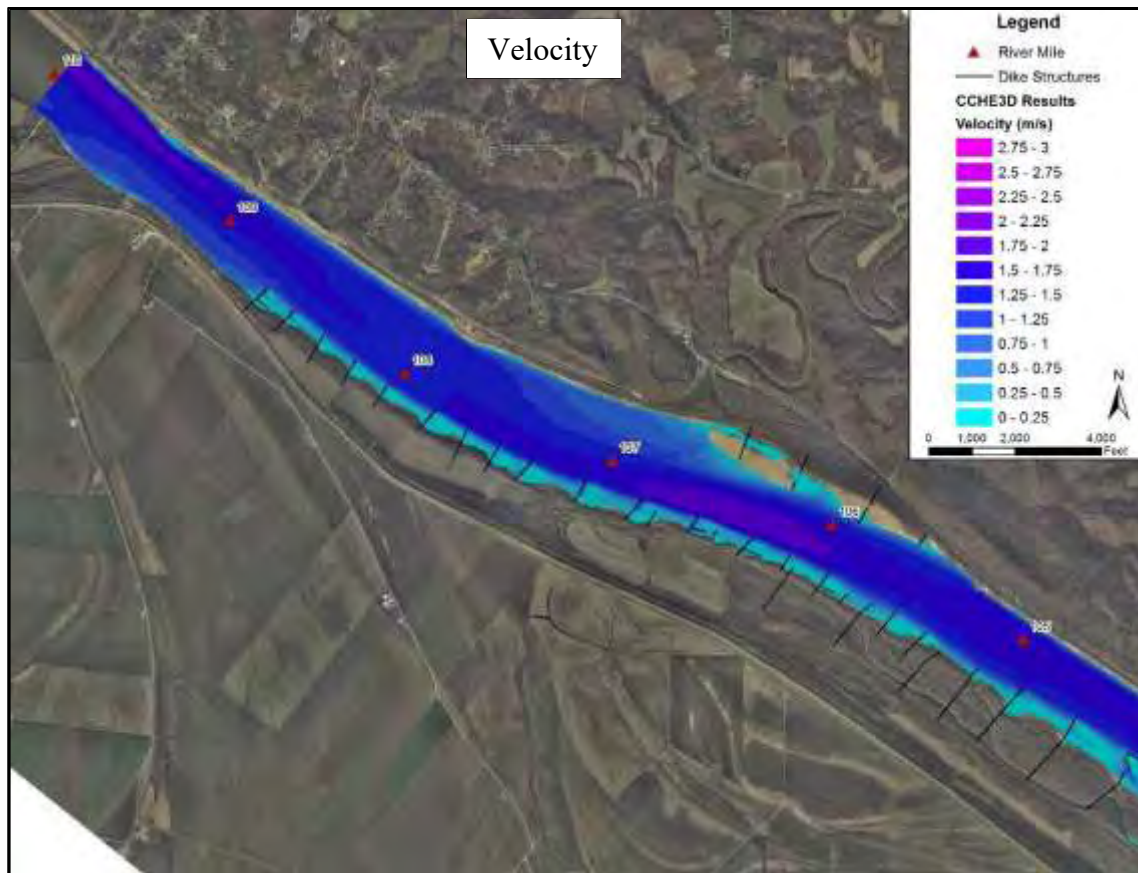 Velocity
Legend
River Mile
Dike Structures
CCHE3D Results
Velocity (m/s)
2.75 - 3
2.5 - 2.75
2.25 - 2.5
2 - 2.25
1.75 - 2
1.5 - 1.75
1.25 - 1.5
1 - 1.25
0.75 - 1
0.5 - 0.75
0.25 - 0.5
0 - 0.25
N
0 1,000 2,000 4,000
Feet
107
106
105